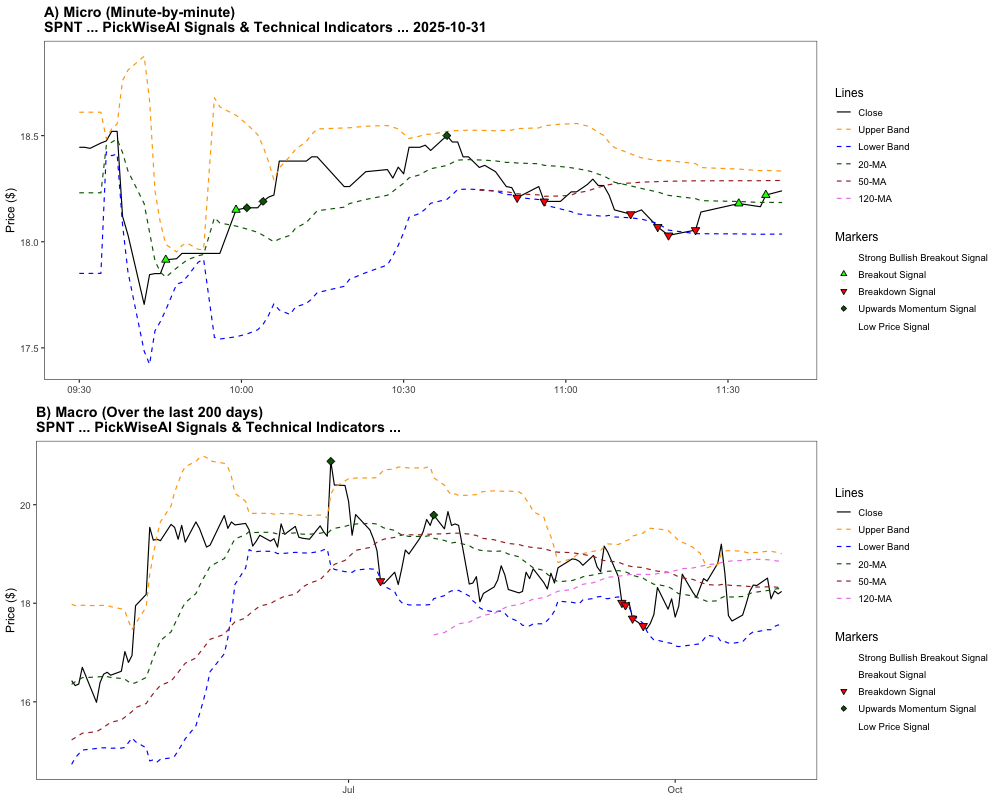 A) Micro (Minute-by-minute)
SPNT ... PickWiseAI Signals & Technical Indicators ... 2025-10-31
Price ($)
18.5
18.0
17.5
09:30
10:00
10:30
11:00
11:30
Lines
Close
Upper Band
Lower Band
20-MA
50-MA
120-MA
Markers
Strong Bullish Breakout Signal
Breakout Signal
Breakdown Signal
Upwards Momentum Signal
Low Price Signal
B) Macro (Over the last 200 days)
SPNT ... PickWiseAI Signals & Technical Indicators ...
Price ($)
20
18
16
Jul
Oct
Lines
Close
Upper Band
Lower Band
20-MA
50-MA
120-MA
Markers
Strong Bullish Breakout Signal
Breakout Signal
Breakdown Signal
Upwards Momentum Signal
Low Price Signal